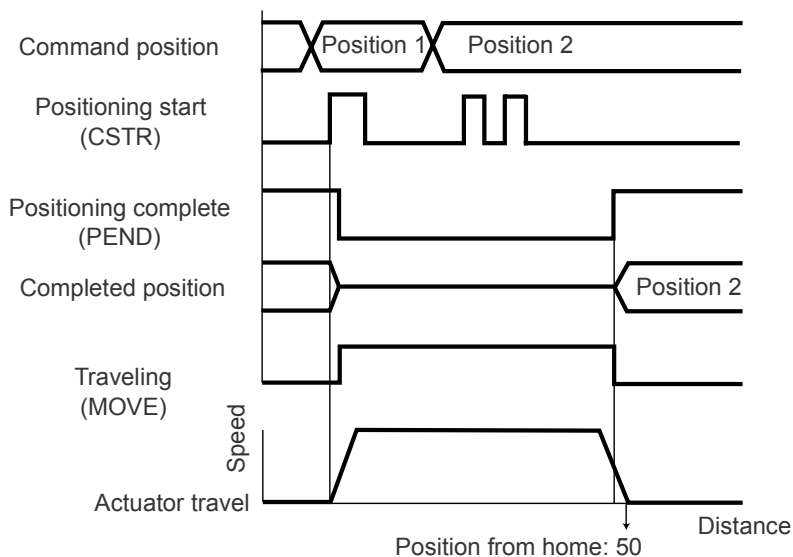 Command position
Position 1
Position 2
Positioning start
(CSTR)
Positioning complete
(PEND)
Completed position
Position 2
Traveling
(MOVE)
Speed
Actuator travel
Distance
Position from home: 50